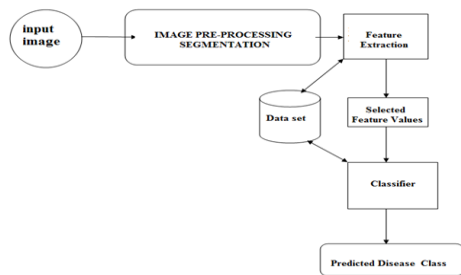 input
image
IMAGE PRE-PROCESSING
SEGMENTATION
Feature
Extraction
Data set
Selected
Feature Values
Classifier
Predicted Disease Class